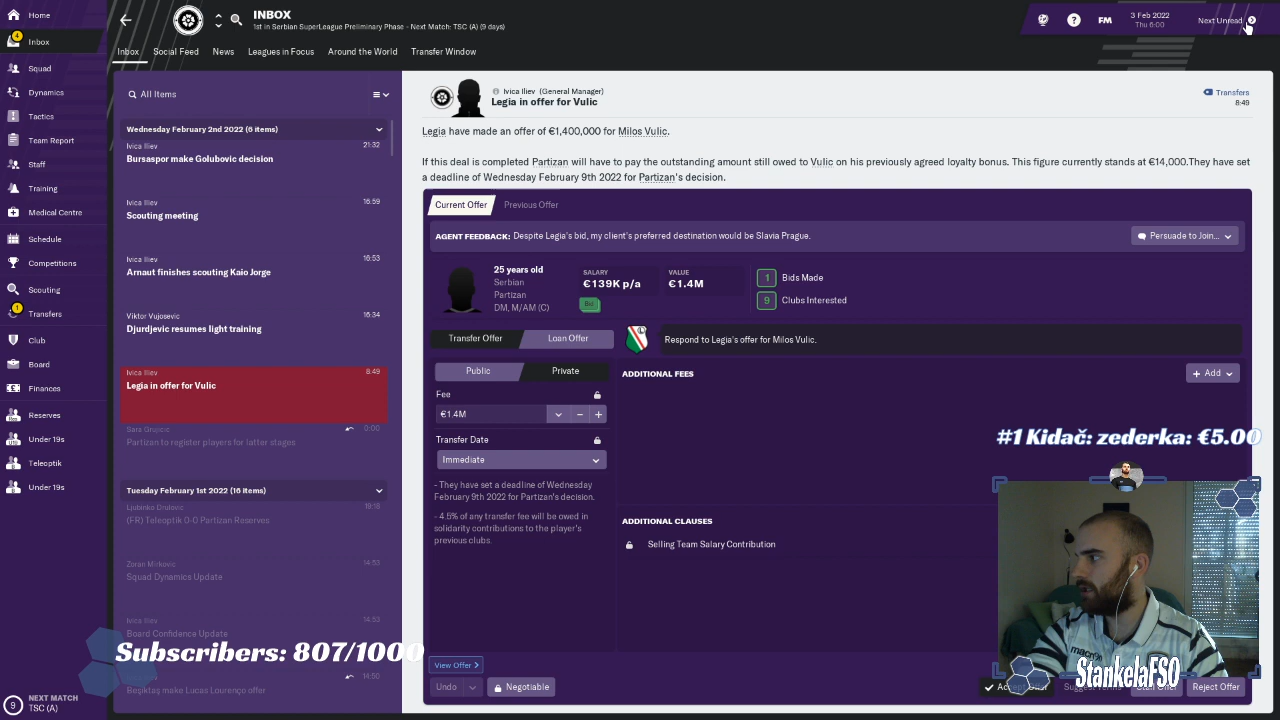 INBOX
1st in Serbian SuperLeague Preliminary Phase - Next Match: TSC (A) (9 days)
FM
3 Feb 2022
Thu 6:00
Next Unread
Home
4
Inbox
Squad
Dynamics
Tactics
Team Report
Staff
Training
Medical Centre
Schedule
Competitions
Scouting
1
Transfers
Club
Board
Finances
Reserves
Under 19s
Teleoptik
Under 19s
9
NEXT MATCH
TSC (A)
Inbox
Social Feed
News
Leagues in Focus
Around the World
Transfer Window
All Items
Wednesday February 2nd 2022 (6 items)
Ivica Iliev 21:32
Bursaspor make Golubovic decision
Ivica Iliev 16:59
Scouting meeting
Ivica Iliev 16:53
Arnaut finishes scouting Kaio Jorge
Viktor Vujosevic 16:34
Djurdjevic resumes light training
Ivica Iliev 8:49
Legia in offer for Vulic
Sara Grujicic 0:00
Partizan to register players for latter stages
Tuesday February 1st 2022 (16 items)
Ljubinko Drulovic 19:18
(FR) Teleoptik 0-0 Partizan Reserves
Zoran Mirkovic 14:53
Squad Dynamics Update
Ivica Iliev 14:53
Board Confidence Update
14:50
Beşiktaş make Lucas Lourenço offer
Subscribers: 807/1000
Ivica Iliev (General Manager)
Legia in offer for Vulic
Transfers
8:49
Legia have made an offer of €1,400,000 for Milos Vulic.
If this deal is completed Partizan will have to pay the outstanding amount still owed to Vulic on his previously agreed loyalty bonus. This figure currently stands at €14,000.They have set
a deadline of Wednesday February 9th 2022 for Partizan's decision.
Current Offer
Previous Offer
AGENT FEEDBACK: Despite Legia's bid, my client's preferred destination would be Slavia Prague.
Persuade to Join...
25 years old
Serbian
Partizan
DM, M/AM (C)
SALARY
€139K p/a
VALUE
€1.4M
1 Bids Made
9 Clubs Interested
Transfer Offer
Loan Offer
Respond to Legia's offer for Milos Vulic.
Public
Private
Fee
€1.4M
Transfer Date
Immediate
- They have set a deadline of Wednesday
February 9th 2022 for Partizan's decision.
- 4.5% of any transfer fee will be owed in
solidarity contributions to the player's
previous clubs
ADDITIONAL FEES
Add
ADDITIONAL CLAUSES
Selling Team Salary Contribution
#1 Kidač: zederka: €5.00
StankelaFSC
View Offer
Undo
Negotiable
Reject Offer